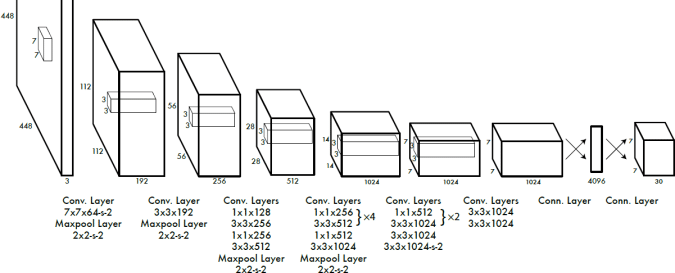 448
7
7
448
3
112
3
3
112
192
56
3
3
56
256
28
3
3
28
512
14
3
3
14
1024
7
3
3
7
1024
7
7
1024
4096
7
7
30
Conv. Layer
7x7x64-s-2
Maxpool Layer
2x2-s-2
Conv. Layer
3x3x192
Maxpool Layer
2x2-s-2
Conv. Layers
1x1x128
3x3x256
1x1x256
3x3x512
Maxpool Layer
2x2-s-2
Conv. Layers
1x1x256
3x3x512
}×4
1x1x512
3x3x1024
Maxpool Layer
2x2-s-2
Conv. Layers
1x1x512
3x3x1024
}×2
3x3x1024
3x3x1024-s-2
Conv. Layers
3x3x1024
3x3x1024
Conn. Layer
Conn. Layer